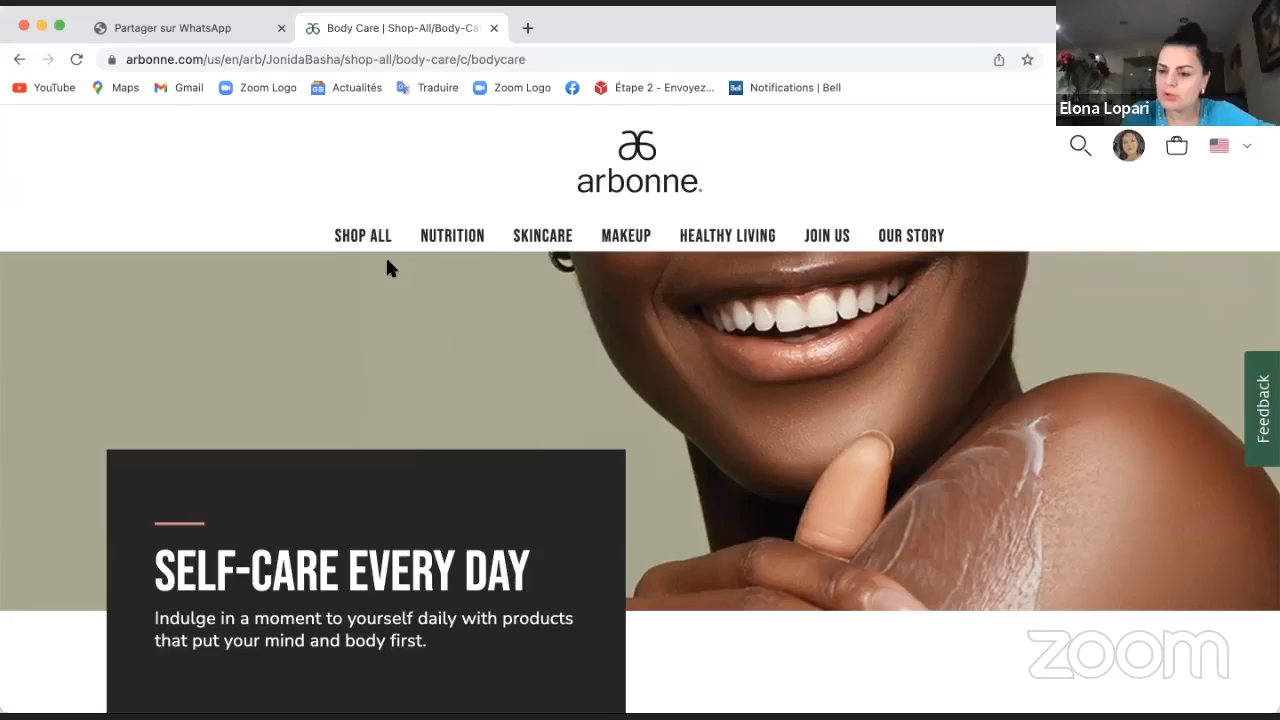 Partager sur WhatsApp
Body Care | Shop-All/Body-Ca
arbonne.com/us/en/arb/JonidaBasha/shop-all/body-care/c/bodycare
YouTube Maps Gmail Zoom Logo Actualités Traduire Zoom Logo Étape 2 - Envoyez... Bell Notifications | Bell
Elona Lopari
arbonne.
SHOP ALL NUTRITION SKINCARE MAKEUP HEALTHY LIVING JOIN US OUR STORY
Feedback
SELF-CARE EVERY DAY
Indulge in a moment to yourself daily with products
that put your mind and body first.
zoom